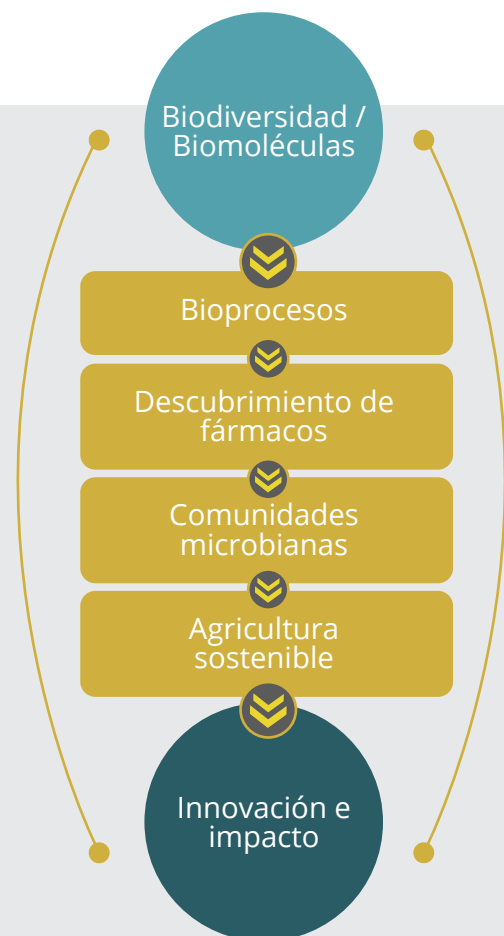 Biodiversidad /
Biomoléculas
Bioprocesos
Descubrimiento de
fármacos
Comunidades
microbianas
Agricultura
sostenible
Innovación e
impacto